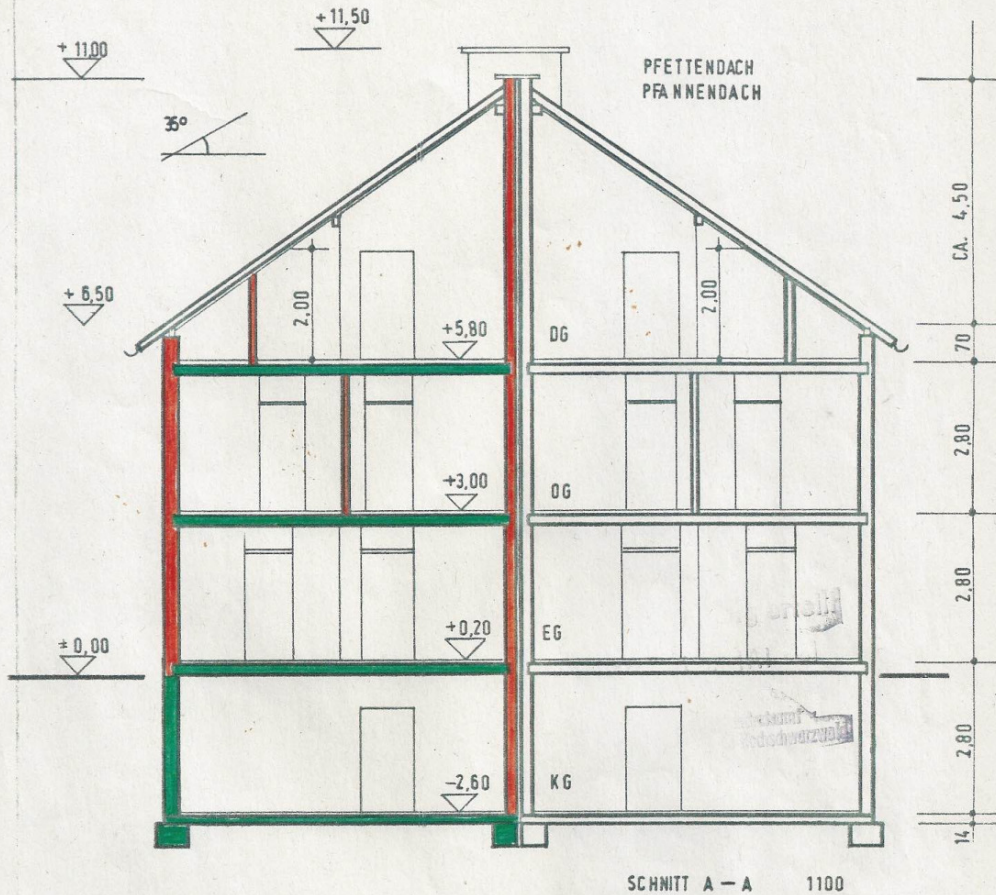 +11,50
+ 11,00
PFETTENDACH
PFANNENDACH
35°
CA. 4,50
+ 6,50
2,00
+5,80
DG
2,00
70
2,80
+3,00
OG
2,80
± 0,00
+0,20
EG
2,80
-2,60
KG
14
SCHNITT A — A 1100